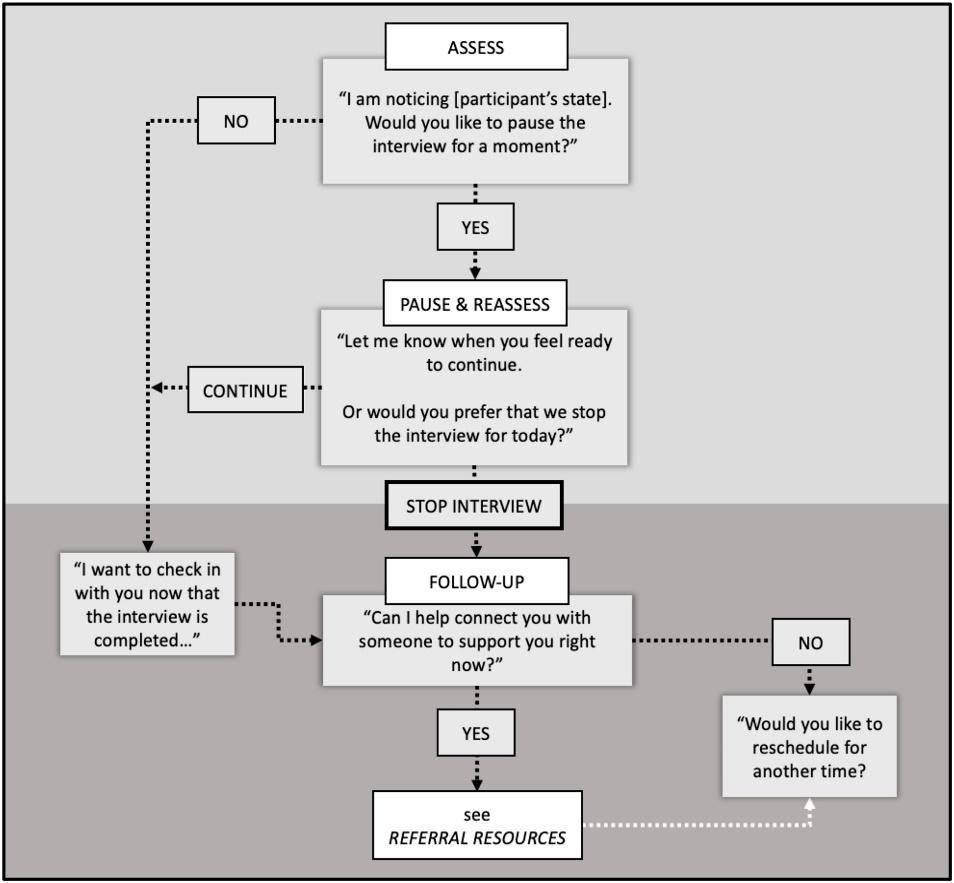 ASSESS
“I am noticing [participant’s state].
Would you like to pause the
interview for a moment?”
NO
YES
PAUSE & REASSESS
“Let me know when you feel ready
to continue.
Or would you prefer that we stop
the interview for today?”
CONTINUE
STOP INTERVIEW
“I want to check in
with you now that
the interview is
completed...”
FOLLOW-UP
“Can I help connect you with
someone to support you right
now?”
NO
YES
“Would you like to
reschedule for
another time?
see
REFERRAL RESOURCES